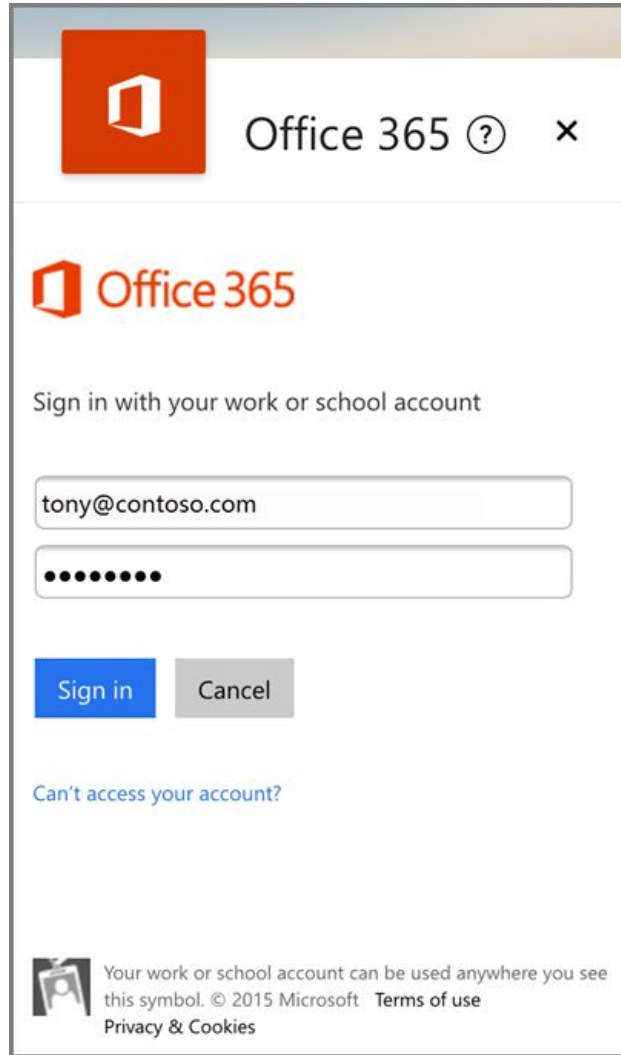 Office 365 ? ×
Office 365
Sign in with your work or school account
tony@contoso.com
••••••••
Sign in Cancel
Can't access your account?
Your work or school account can be used anywhere you see
this symbol. © 2015 Microsoft Terms of use
Privacy & Cookies